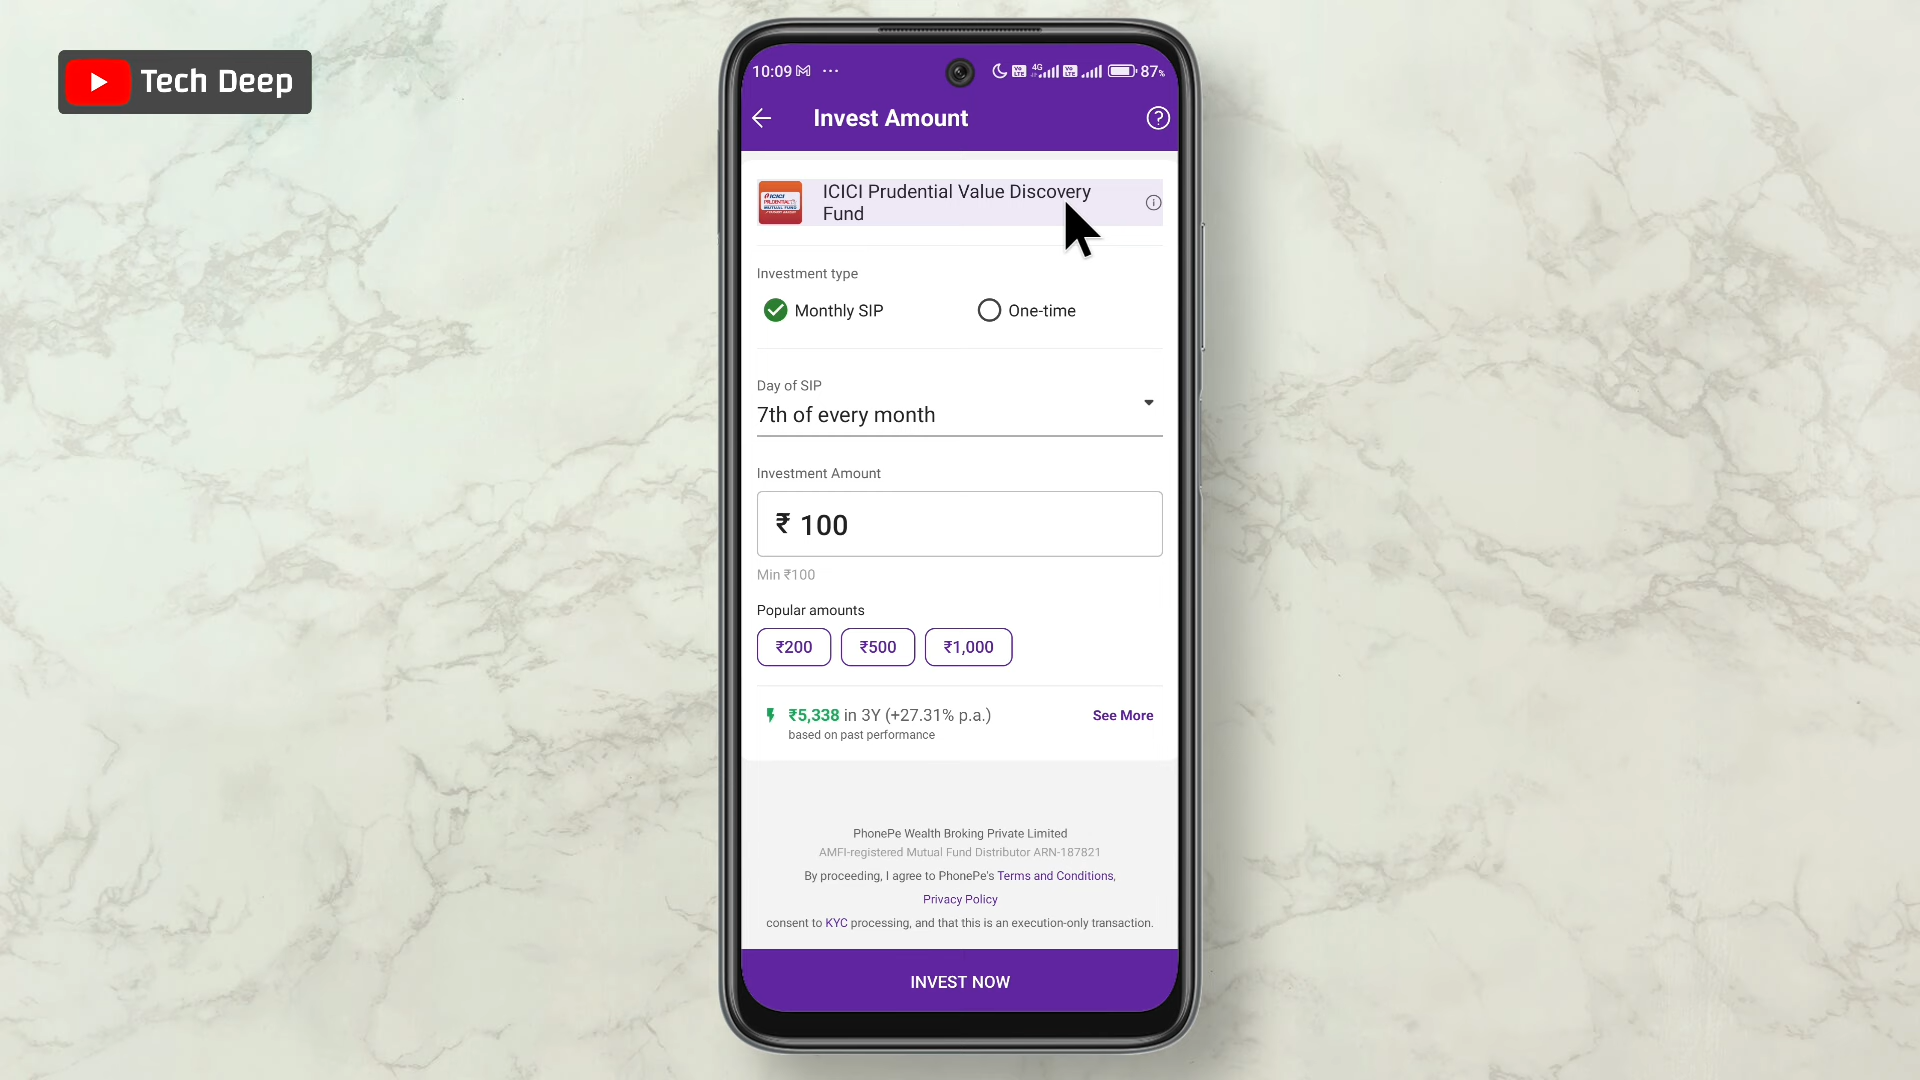 Tech Deep
10:09
4G
87%
Invest Amount
ICICI Prudential Value Discovery
Fund
Investment type
Monthly SIP
One-time
Day of SIP
7th of every month
Investment Amount
₹ 100
Min ₹100
Popular amounts
₹200
₹500
₹1,000
₹5,338 in 3Y (+27.31% p.a.)
See More
based on past performance
PhonePe Wealth Broking Private Limited
AMFI-registered Mutual Fund Distributor ARN-187821
By proceeding, I agree to PhonePe's Terms and Conditions,
Privacy Policy
consent to KYC processing, and that this is an execution-only transaction.
INVEST NOW